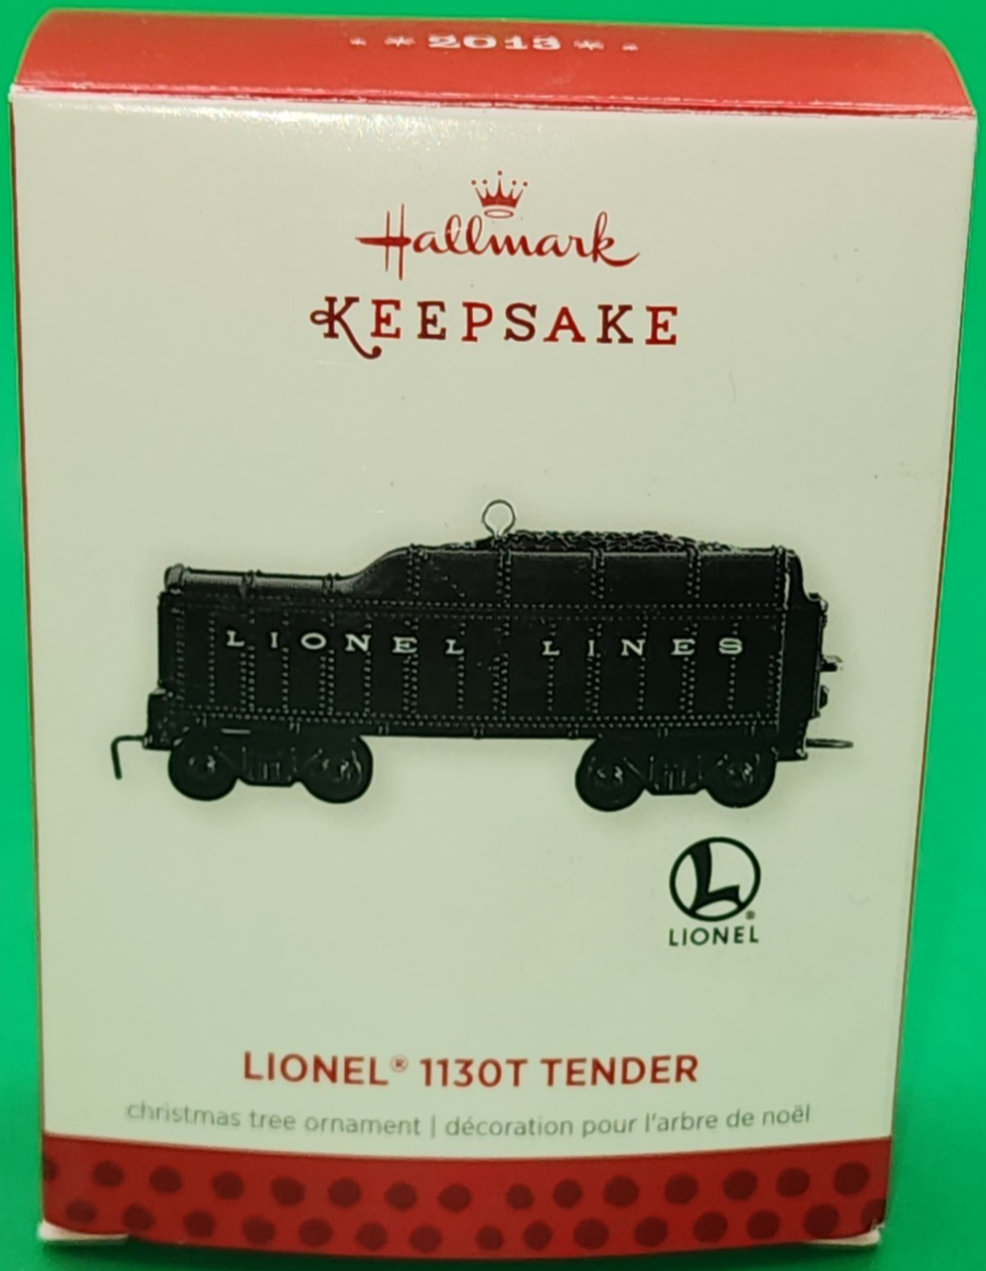 * * 2013 * *
Hallmark
KEEPSAKE
LIONEL LINES
L ®
LIONEL
LIONEL® 1130T TENDER
christmas tree ornament | décoration pour l'arbre de noël